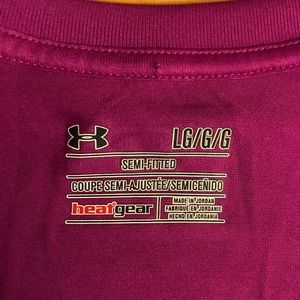 LG/G/G
SEMI-FITTED
COUPE SEMI-AJUSTÉE/SEMICEÑIDO
heatgear
MADE IN JORDAN
FABRIQUÉ EN JORDANIE
HECHO EN JORDANIA